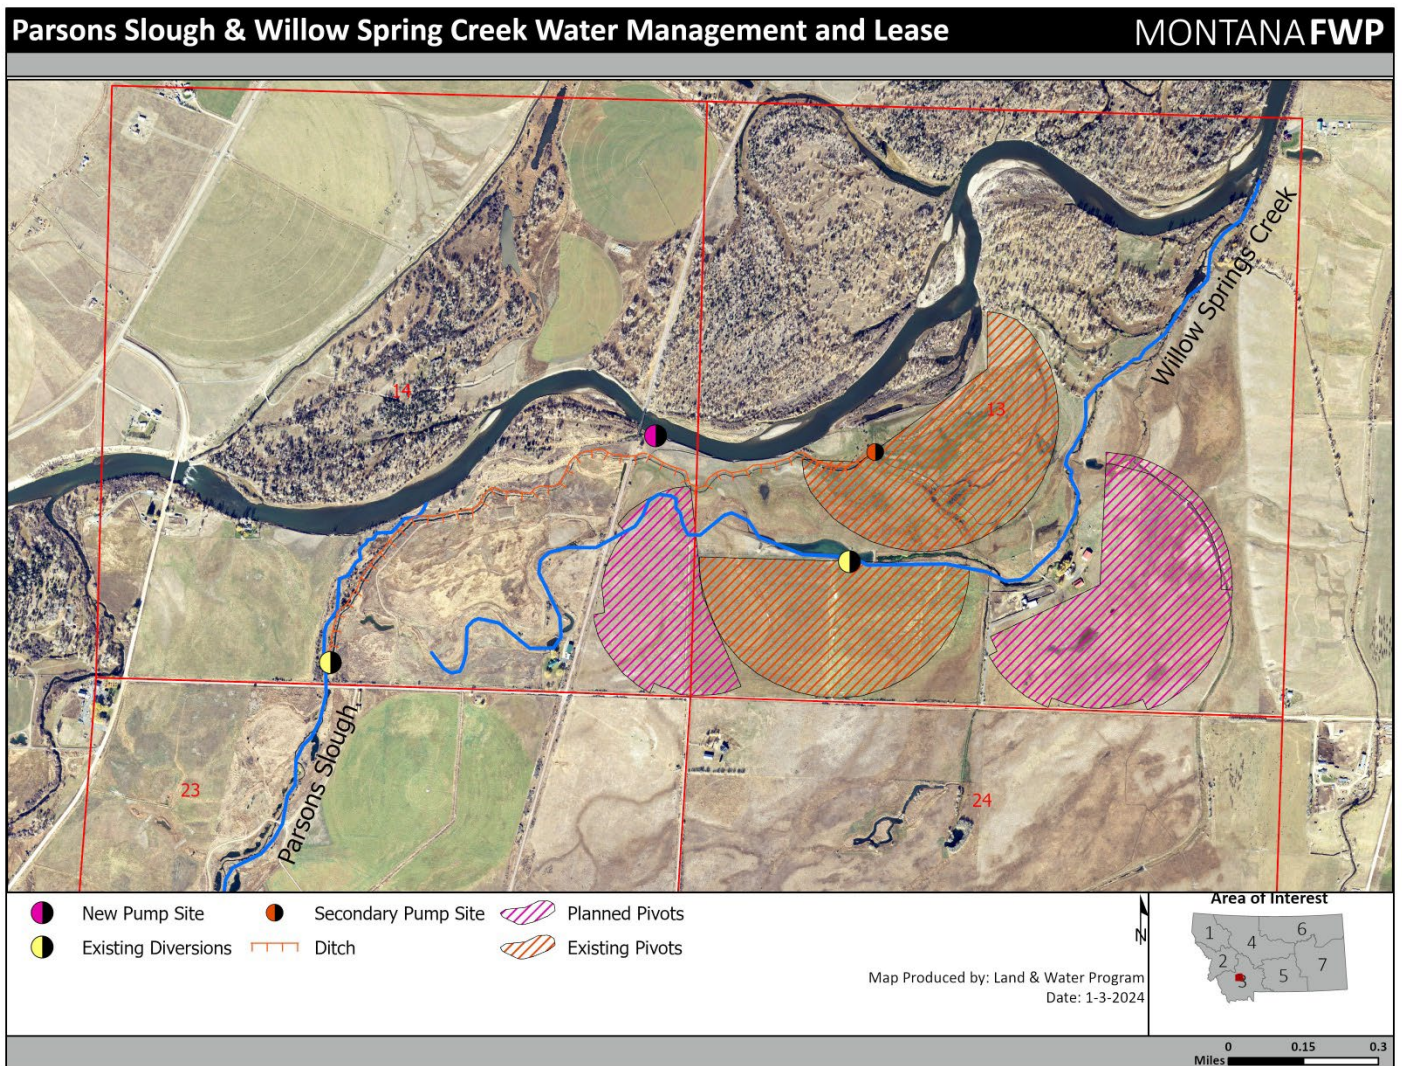 Parsons Slough & Willow Spring Creek Water Management and Lease
MONTANA FWP
14
13
Willow Springs Creek
Parsons Slough
23
24
New Pump Site
Secondary Pump Site
Planned Pivots
Existing Diversions
Ditch
Existing Pivots
N
Map Produced by: Land & Water Program
Date: 1-3-2024
Area of Interest
1
2
3
4
5
6
7
0 0.15 0.3
Miles